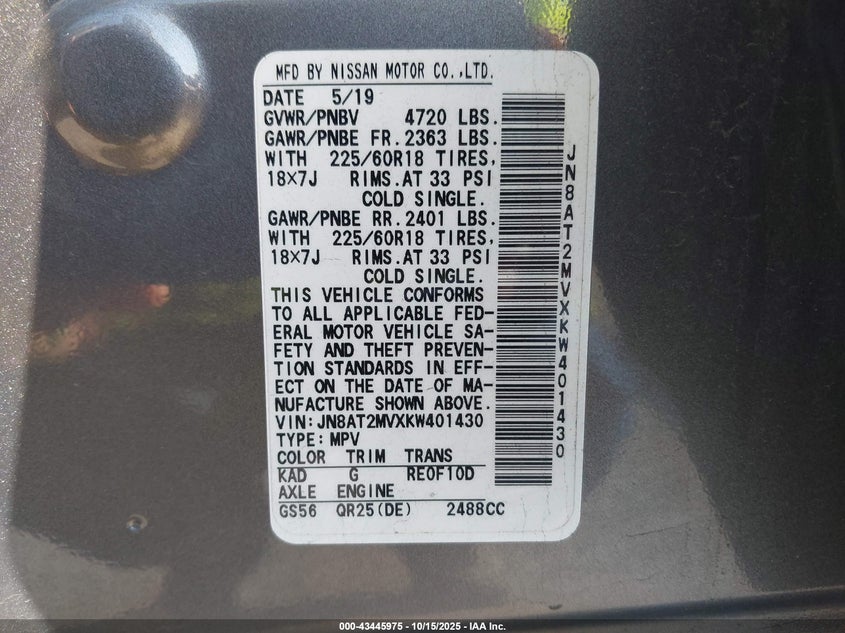 MFD BY NISSAN MOTOR CO.,LTD.
DATE 5/19
GVWR/PNBV 4720 LBS.
GAWR/PNBE FR.2363 LBS.
WITH 225/60R18 TIRES,
18×7J RIMS.AT 33 PSI
COLD SINGLE.
GAWR/PNBE RR.2401 LBS.
WITH 225/60R18 TIRES,
18×7J RIMS.AT 33 PSI
COLD SINGLE.
THIS VEHICLE CONFORMS
TO ALL APPLICABLE FED-
ERAL MOTOR VEHICLE SA-
FETY AND THEFT PREVEN-
TION STANDARDS IN EFF-
ECT ON THE DATE OF MA-
NUFACTURE SHOWN ABOVE.
VIN:JN8AT2MVXKW401430
TYPE:MPV
COLOR TRIM TRANS
KAD G RE0F10D
AXLE ENGINE
GS56 QR25(DE) 2488CC
JN8AT2MVXKW401430
000-43445975 - 10/15/2025 - IAA Inc.